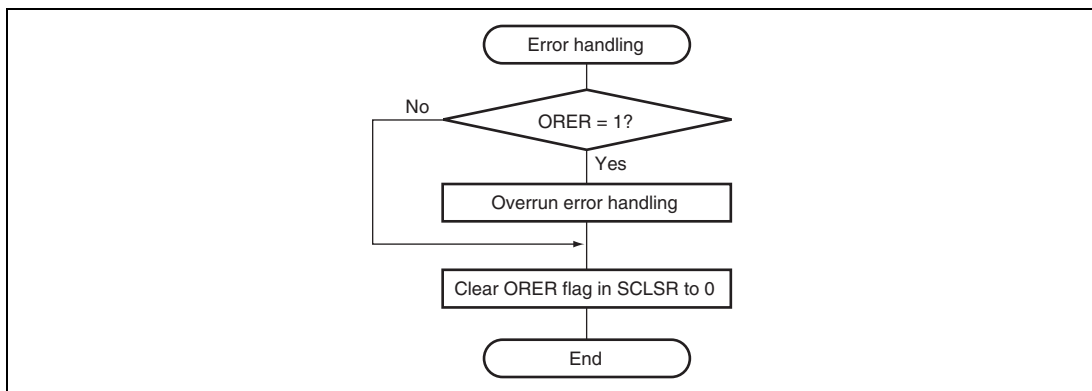 Error handling
No
ORER = 1?
Yes
Overrun error handling
Clear ORER flag in SCLSR to 0
End